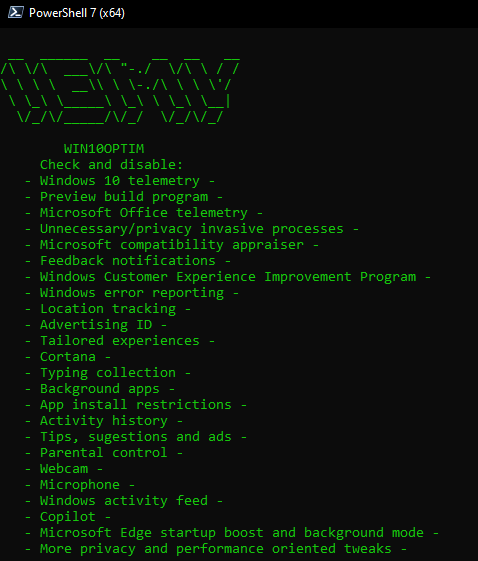 PowerShell 7 (x64)
WIN10OPTIM
Check and disable:
- Windows 10 telemetry -
- Preview build program -
- Microsoft Office telemetry -
- Unnecessary/privacy invasive processes -
- Microsoft compatibility appraiser -
- Feedback notifications -
- Windows Customer Experience Improvement Program -
- Windows error reporting -
- Location tracking -
- Advertising ID -
- Tailored experiences -
- Cortana -
- Typing collection -
- Background apps -
- App install restrictions -
- Activity history -
- Tips, sugestions and ads -
- Parental control -
- Webcam -
- Microphone -
- Windows activity feed -
- Copilot -
- Microsoft Edge startup boost and background mode -
- More privacy and performance oriented tweaks -